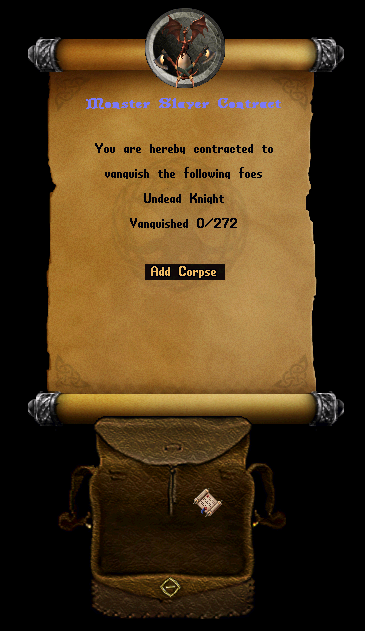 Monster Slayer Contract
You are hereby contracted to
vanquish the following foes
Undead Knight
Vanquished 0/272
Add Corpse